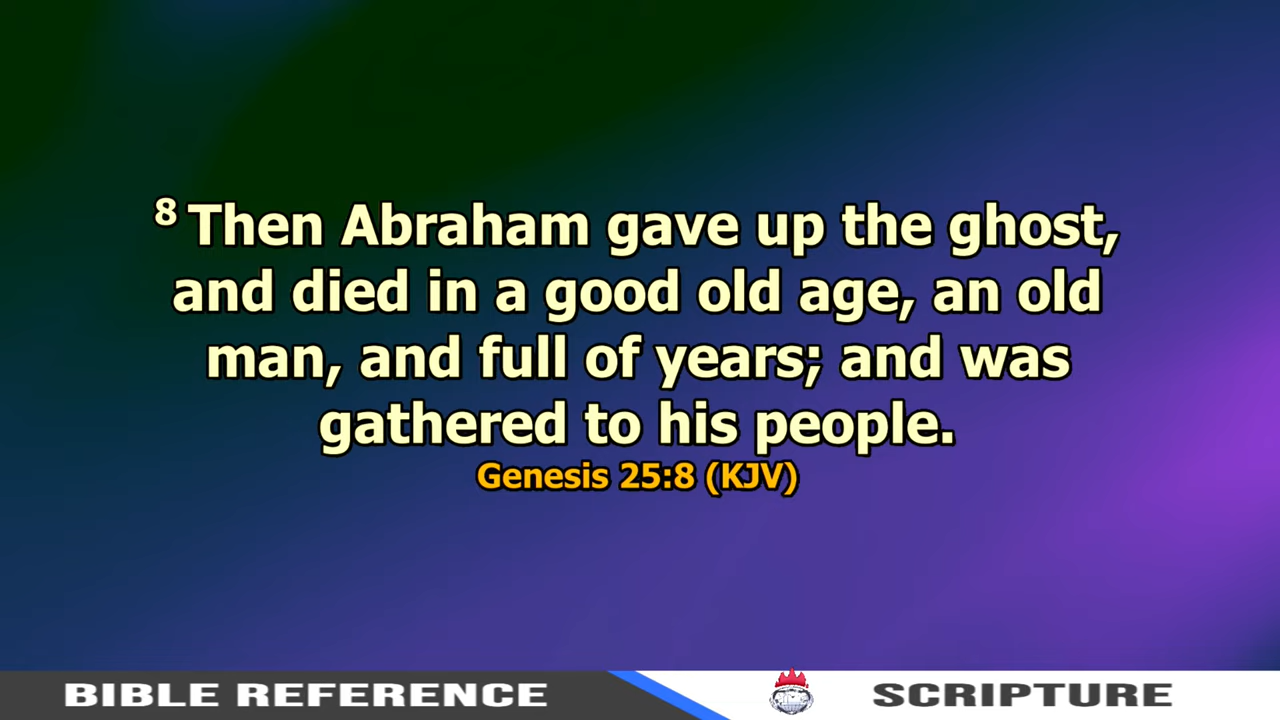 8 Then Abraham gave up the ghost,
and died in a good old age, an old
man, and full of years; and was
gathered to his people.
Genesis 25:8 (KJV)
BIBLE REFERENCE
SCRIPTURE